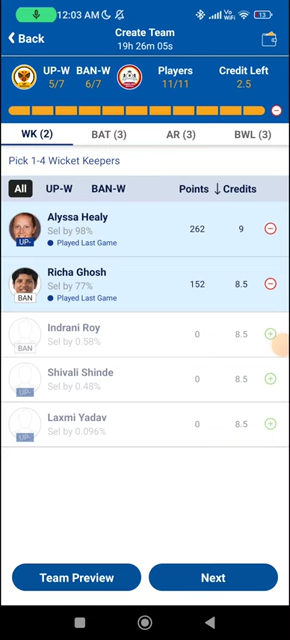 12:03 AM
Vo
WiFi
13
Back
Create Team
19h 26m 05s
UP-W BAN-W Players Credit Left
5/7 6/7 11/11 2.5
WK (2) BAT (3) AR (3) BWL (3)
Pick 1-4 Wicket Keepers
All UP-W BAN-W Points ↓ Credits
Alyssa Healy
Sel by 98% 262 9
UP- Played Last Game
Richa Ghosh
Sel by 77% 152 8.5
BAN Played Last Game
Indrani Roy
Sel by 0.58% 0 8.5
BAN
Shivali Shinde
Sel by 0.48% 0 8.5
UP-
Laxmi Yadav
Sel by 0.096% 0 8.5
UP-
Team Preview Next